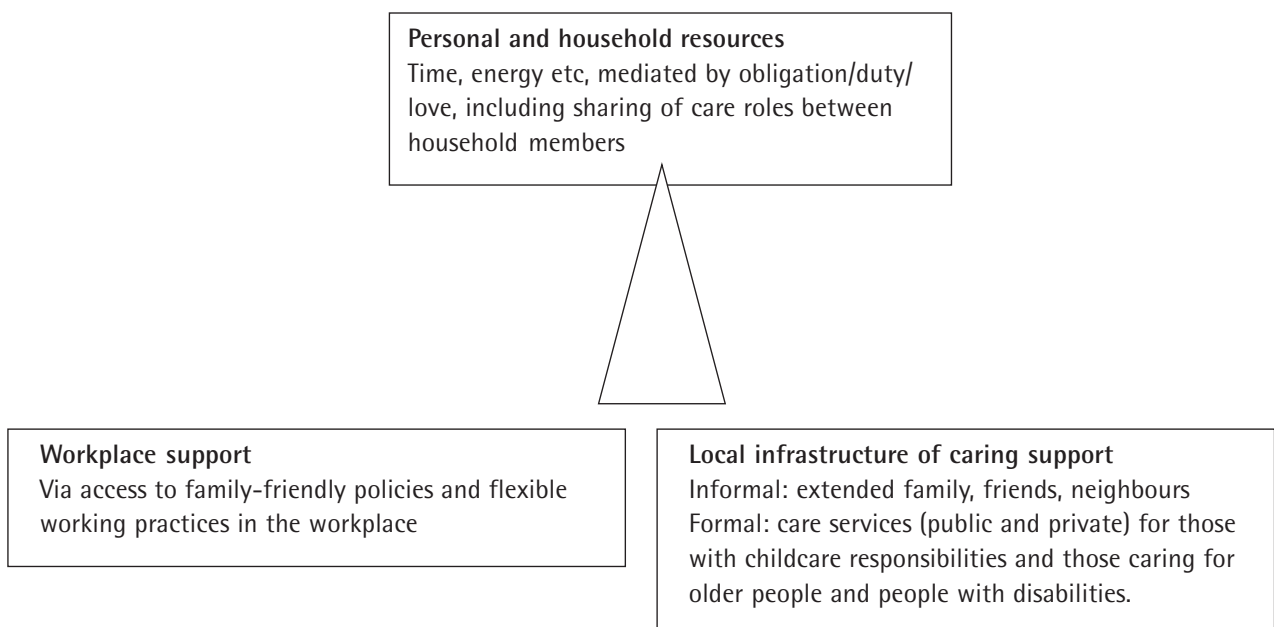 Personal and household resources
Time, energy etc, mediated by obligation/duty/
love, including sharing of care roles between
household members
Workplace support
Via access to family-friendly policies and flexible
working practices in the workplace
Local infrastructure of caring support
Informal: extended family, friends, neighbours
Formal: care services (public and private) for those
with childcare responsibilities and those caring for
older people and people with disabilities.